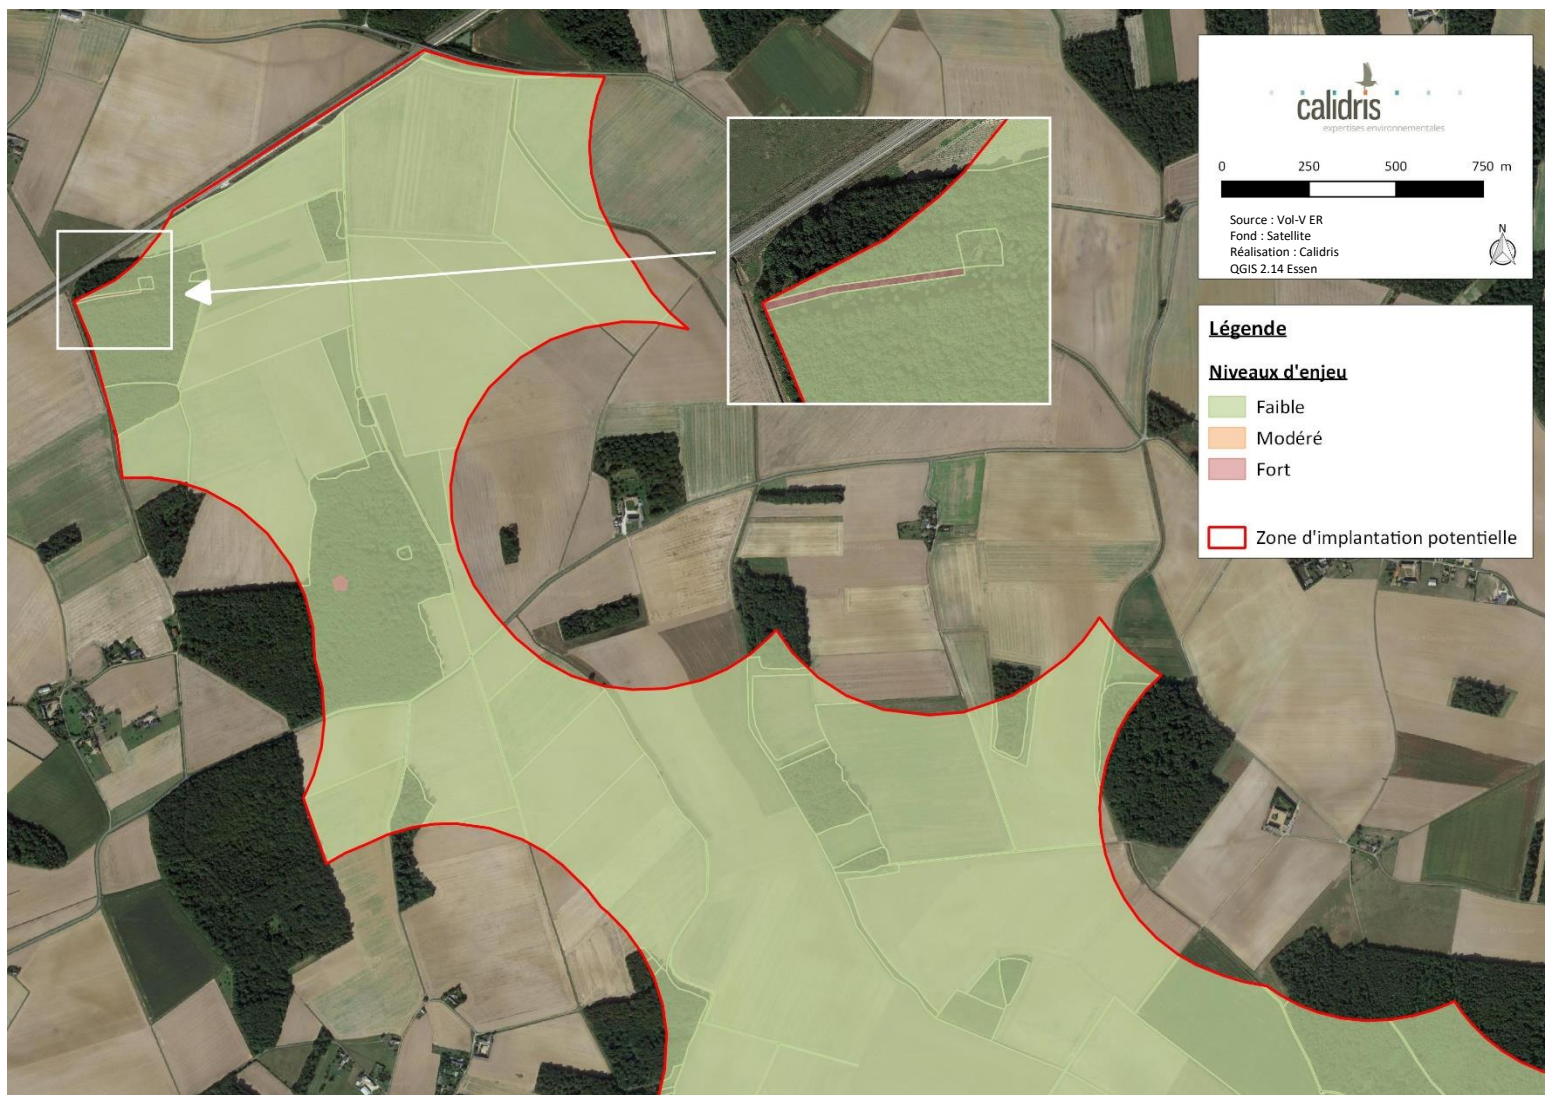 calidris
expertises environnementales
0 250 500 750 m
Source : Vol-V ER
Fond : Satellite
Réalisation : Calidris
QGIS 2.14 Essen
N
Légende
Niveaux d'enjeu
Faible
Modéré
Fort
Zone d'implantation potentielle